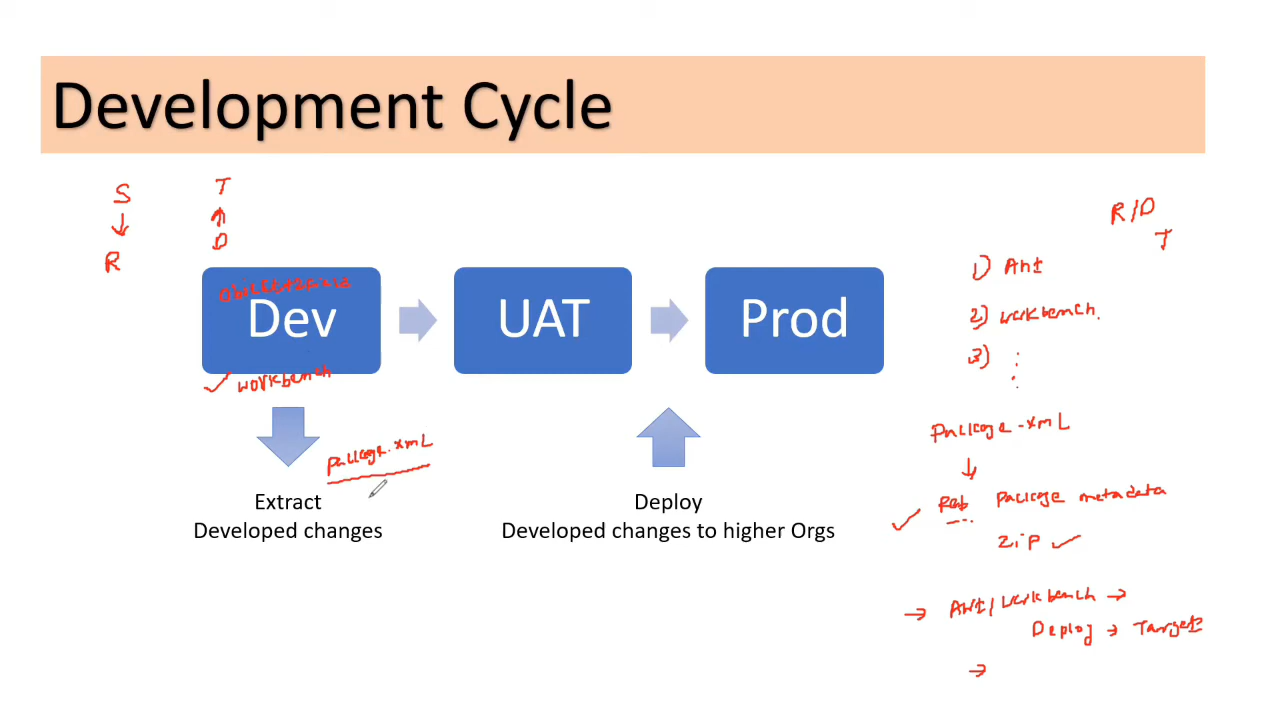 Development Cycle
S
T
R
D
Dev
UAT
Prod
workbench
package.xml
Extract
Developed changes
Deploy
Developed changes to higher Orgs
R/D
T
1) Ant
2) workbench.
3)
package.xml
package metadata
zip
Ant/workbench
Deploy → Target